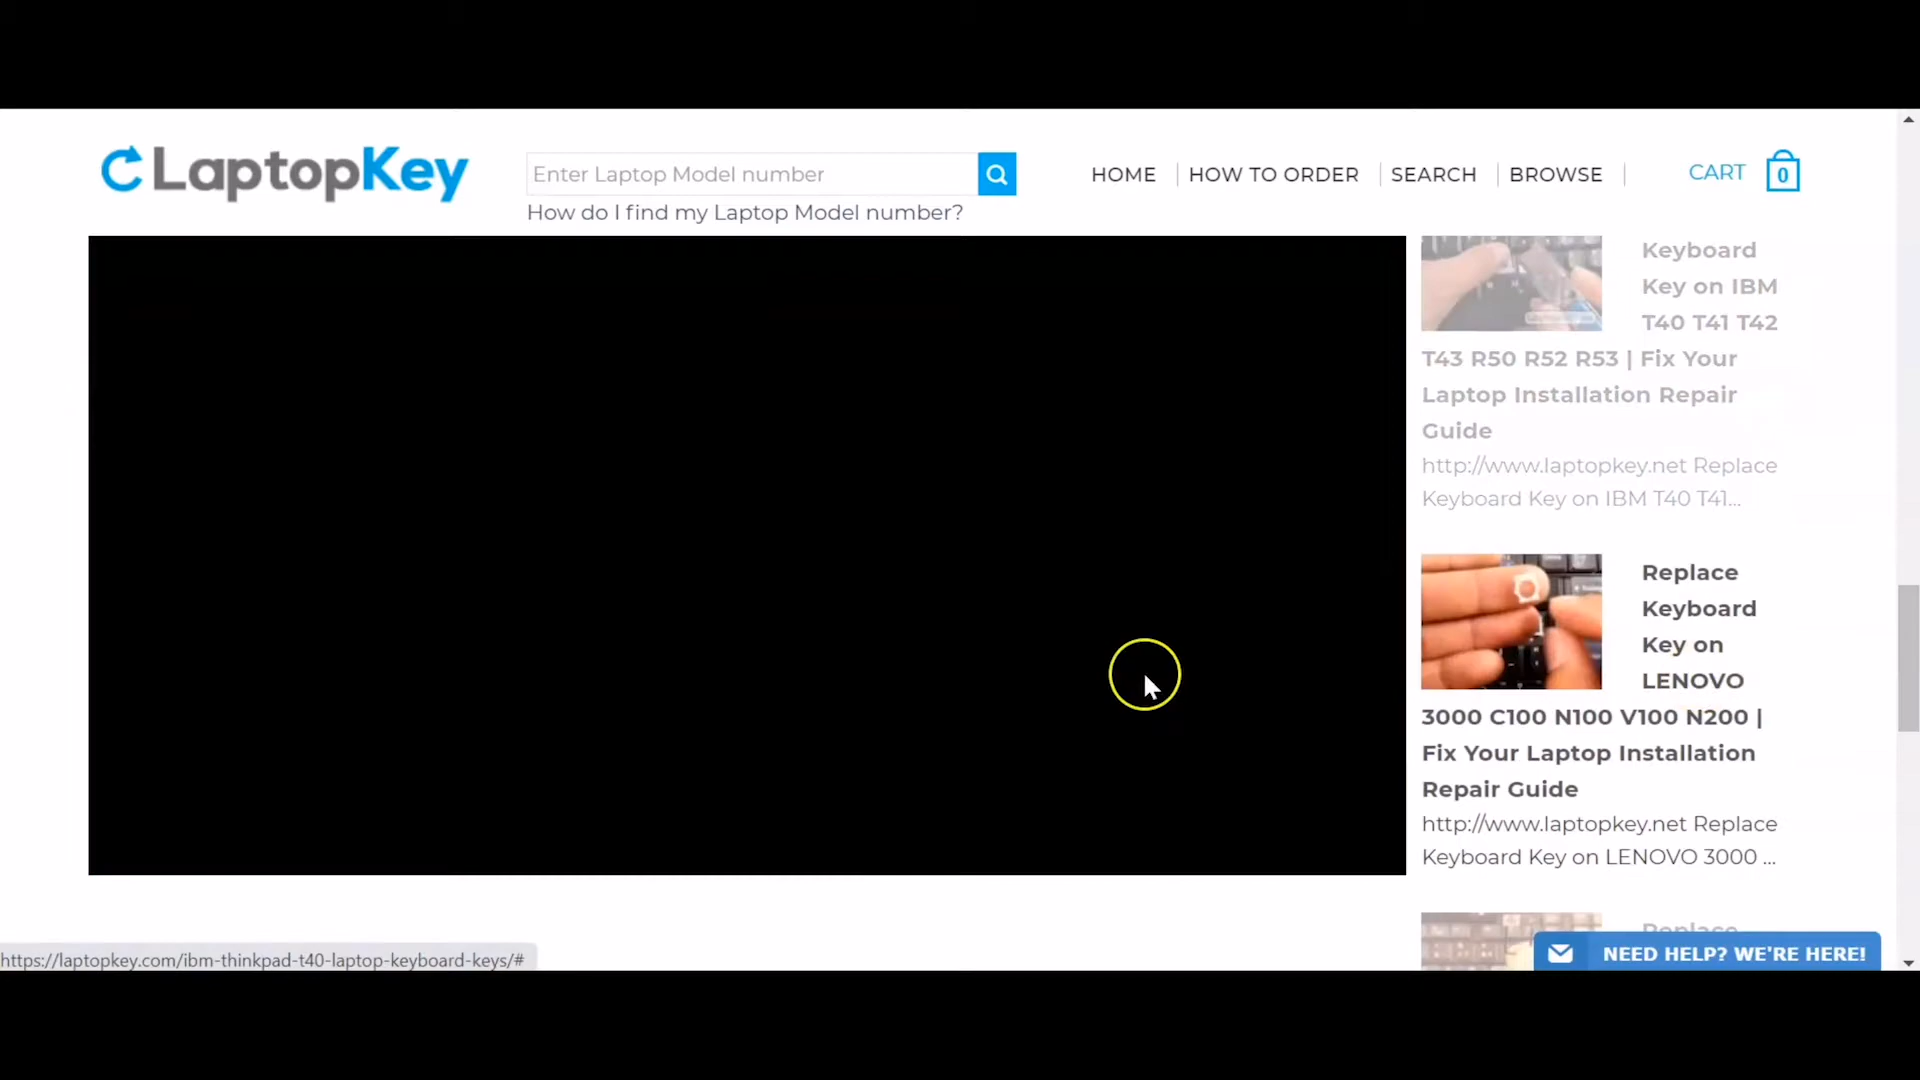 LaptopKey
Enter Laptop Model number
How do I find my Laptop Model number?
HOME
HOW TO ORDER
SEARCH
BROWSE
CART
0
Keyboard
Key on IBM
T40 T41 T42
T43 R50 R52 R53 | Fix Your
Laptop Installation Repair
Guide
http://www.laptopkey.net Replace
Keyboard Key on IBM T40 T41...
Replace
Keyboard
Key on
LENOVO
3000 C100 N100 V100 N200 |
Fix Your Laptop Installation
Repair Guide
http://www.laptopkey.net Replace
Keyboard Key on LENOVO 3000 ...
Replace
NEED HELP? WE'RE HERE!
https://laptopkey.com/ibm-thinkpad-t40-laptop-keyboard-keys/#